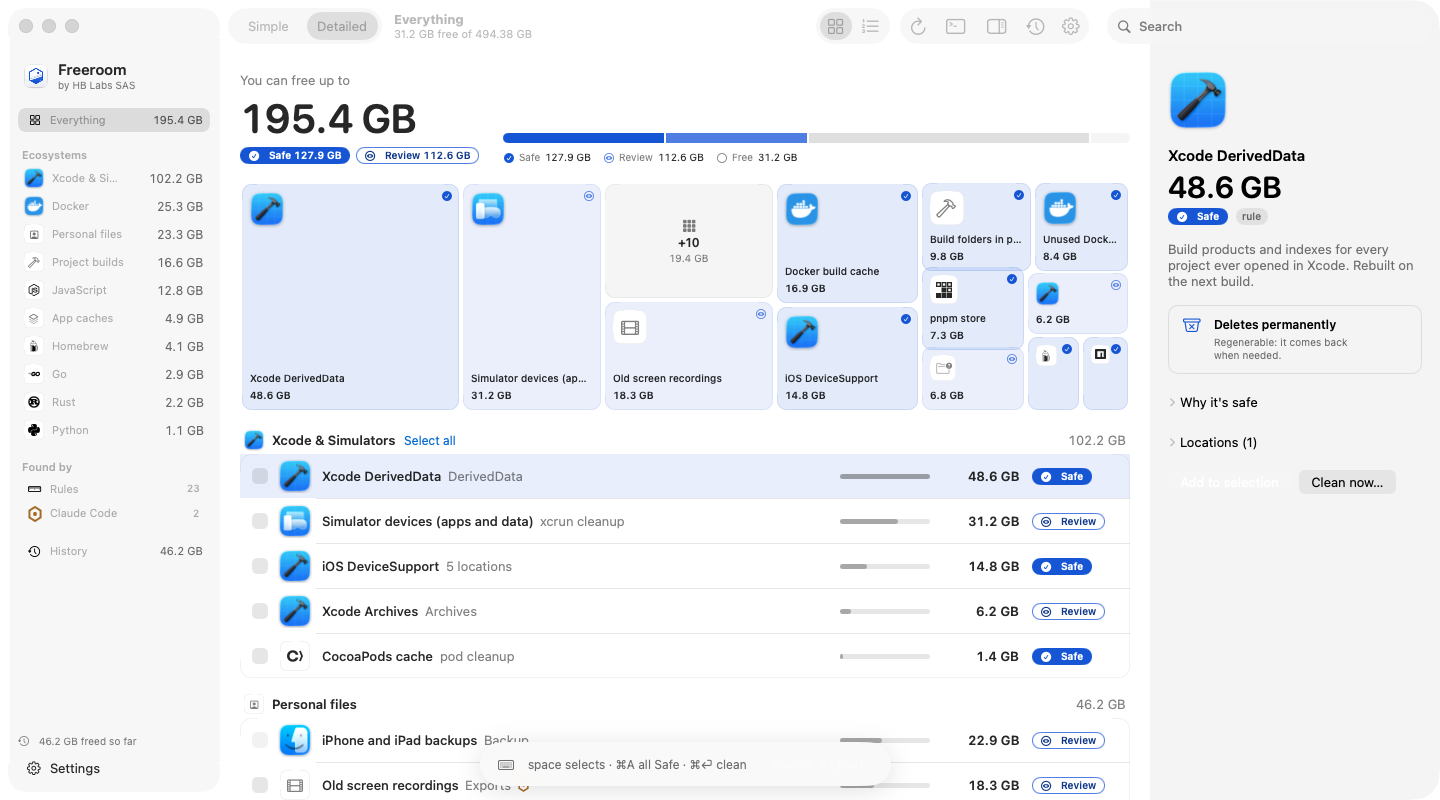 Simple
Detailed
Everything
31.2 GB free of 494.38 GB
Search
Freeroom
by HB Labs SAS
Everything 195.4 GB
Ecosystems
Xcode & Si... 102.2 GB
Docker 25.3 GB
Personal files 23.3 GB
Project builds 16.6 GB
JavaScript 12.8 GB
App caches 4.9 GB
Homebrew 4.1 GB
Go 2.9 GB
Rust 2.2 GB
Python 1.1 GB
Found by
Rules 23
Claude Code 2
History 46.2 GB
46.2 GB freed so far
Settings
You can free up to
195.4 GB
Safe 127.9 GB
Review 112.6 GB
Safe 127.9 GB Review 112.6 GB Free 31.2 GB
Xcode DerivedData
48.6 GB
Simulator devices (ap...
31.2 GB
+10
19.4 GB
Old screen recordings
18.3 GB
Docker build cache
16.9 GB
iOS DeviceSupport
14.8 GB
Build folders in p...
9.8 GB
Unused Dock...
8.4 GB
pnpm store
7.3 GB
6.2 GB
6.8 GB
Xcode & Simulators Select all 102.2 GB
Xcode DerivedData DerivedData 48.6 GB Safe
Simulator devices (apps and data) xcrun cleanup 31.2 GB Review
iOS DeviceSupport 5 locations 14.8 GB Safe
Xcode Archives Archives 6.2 GB Review
CocoaPods cache pod cleanup 1.4 GB Safe
Personal files 46.2 GB
iPhone and iPad backups Backup 22.9 GB Review
space selects · ⌘A all Safe · ⌘⏎ clean
Old screen recordings Exports 18.3 GB Review
Xcode DerivedData
48.6 GB
Safe rule
Build products and indexes for every
project ever opened in Xcode. Rebuilt on
the next build.
Deletes permanently
Regenerable: it comes back
when needed.
Why it's safe
Locations (1)
Add to selection
Clean now...